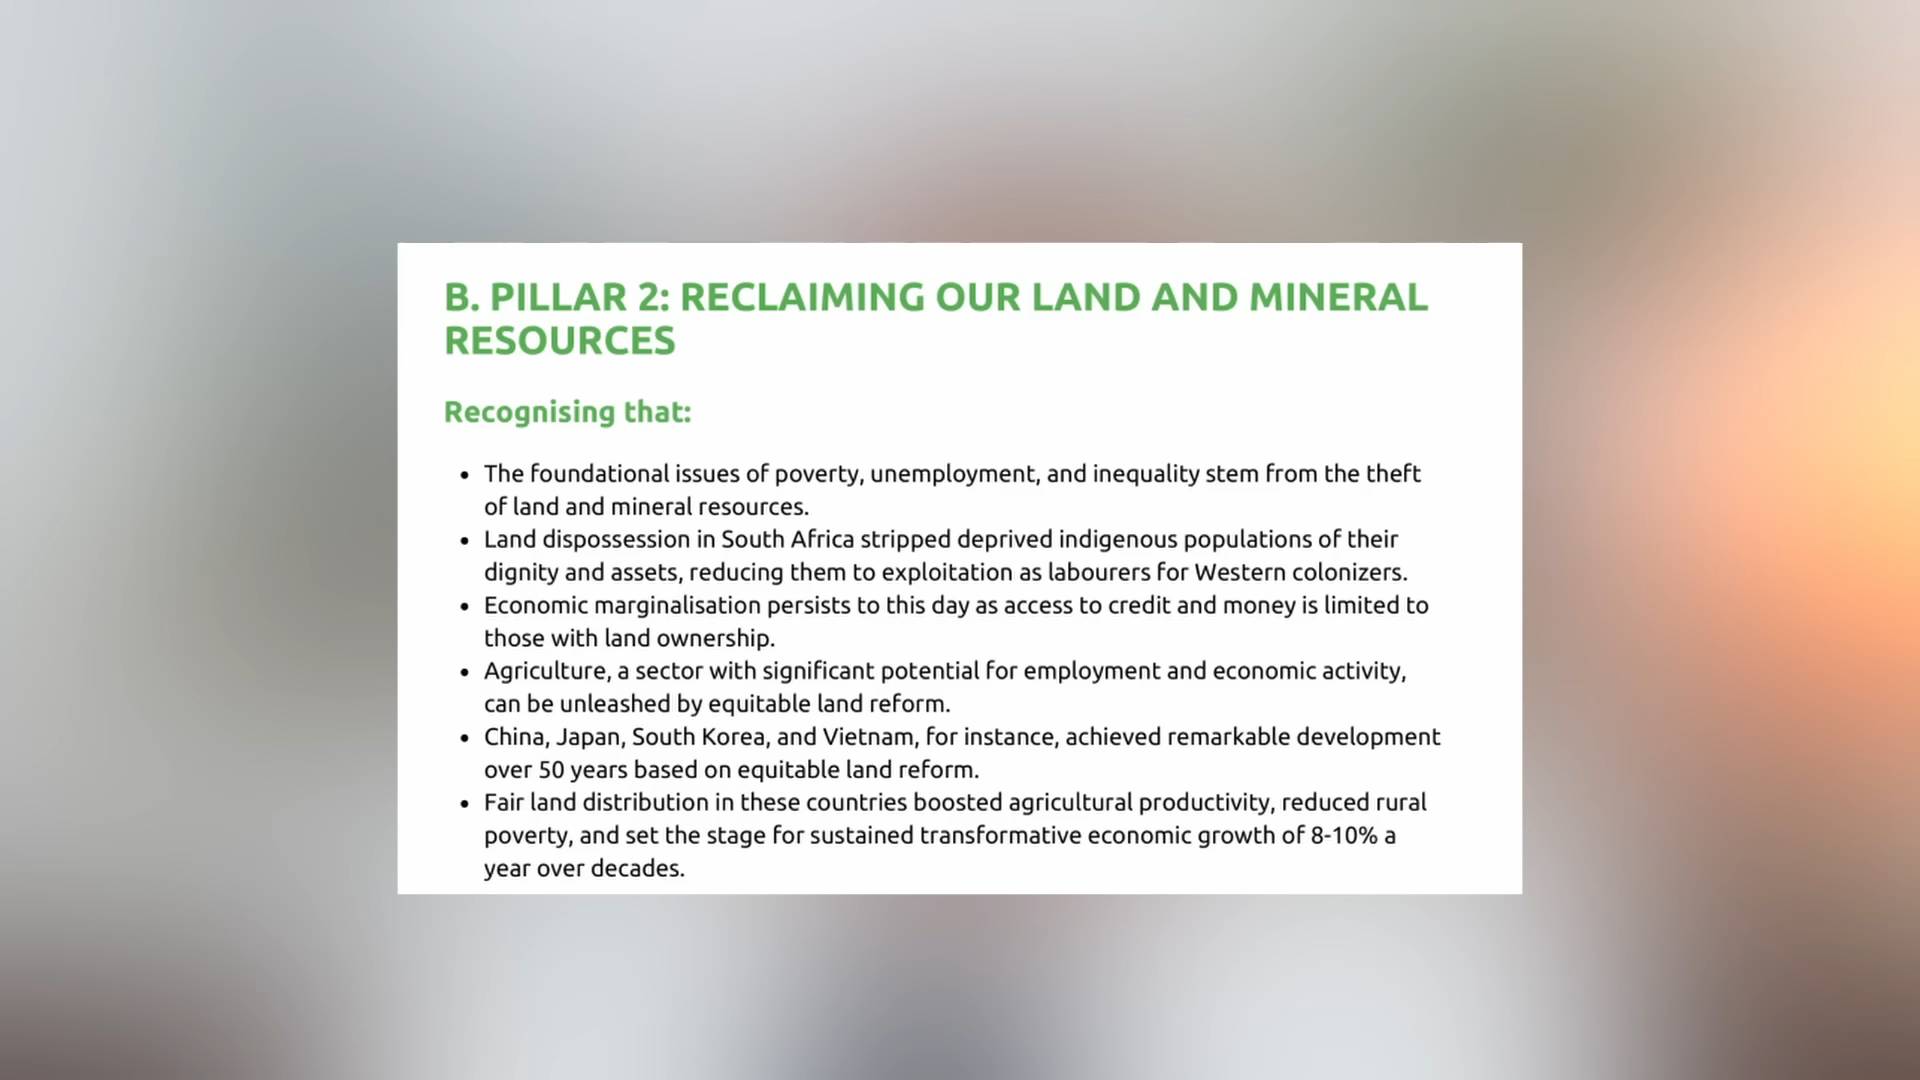 B. PILLAR 2: RECLAIMING OUR LAND AND MINERAL
RESOURCES
Recognising that:
• The foundational issues of poverty, unemployment, and inequality stem from the theft
of land and mineral resources.
• Land dispossession in South Africa stripped deprived indigenous populations of their
dignity and assets, reducing them to exploitation as labourers for Western colonizers.
• Economic marginalisation persists to this day as access to credit and money is limited to
those with land ownership.
• Agriculture, a sector with significant potential for employment and economic activity,
can be unleashed by equitable land reform.
• China, Japan, South Korea, and Vietnam, for instance, achieved remarkable development
over 50 years based on equitable land reform.
• Fair land distribution in these countries boosted agricultural productivity, reduced rural
poverty, and set the stage for sustained transformative economic growth of 8-10% a
year over decades.